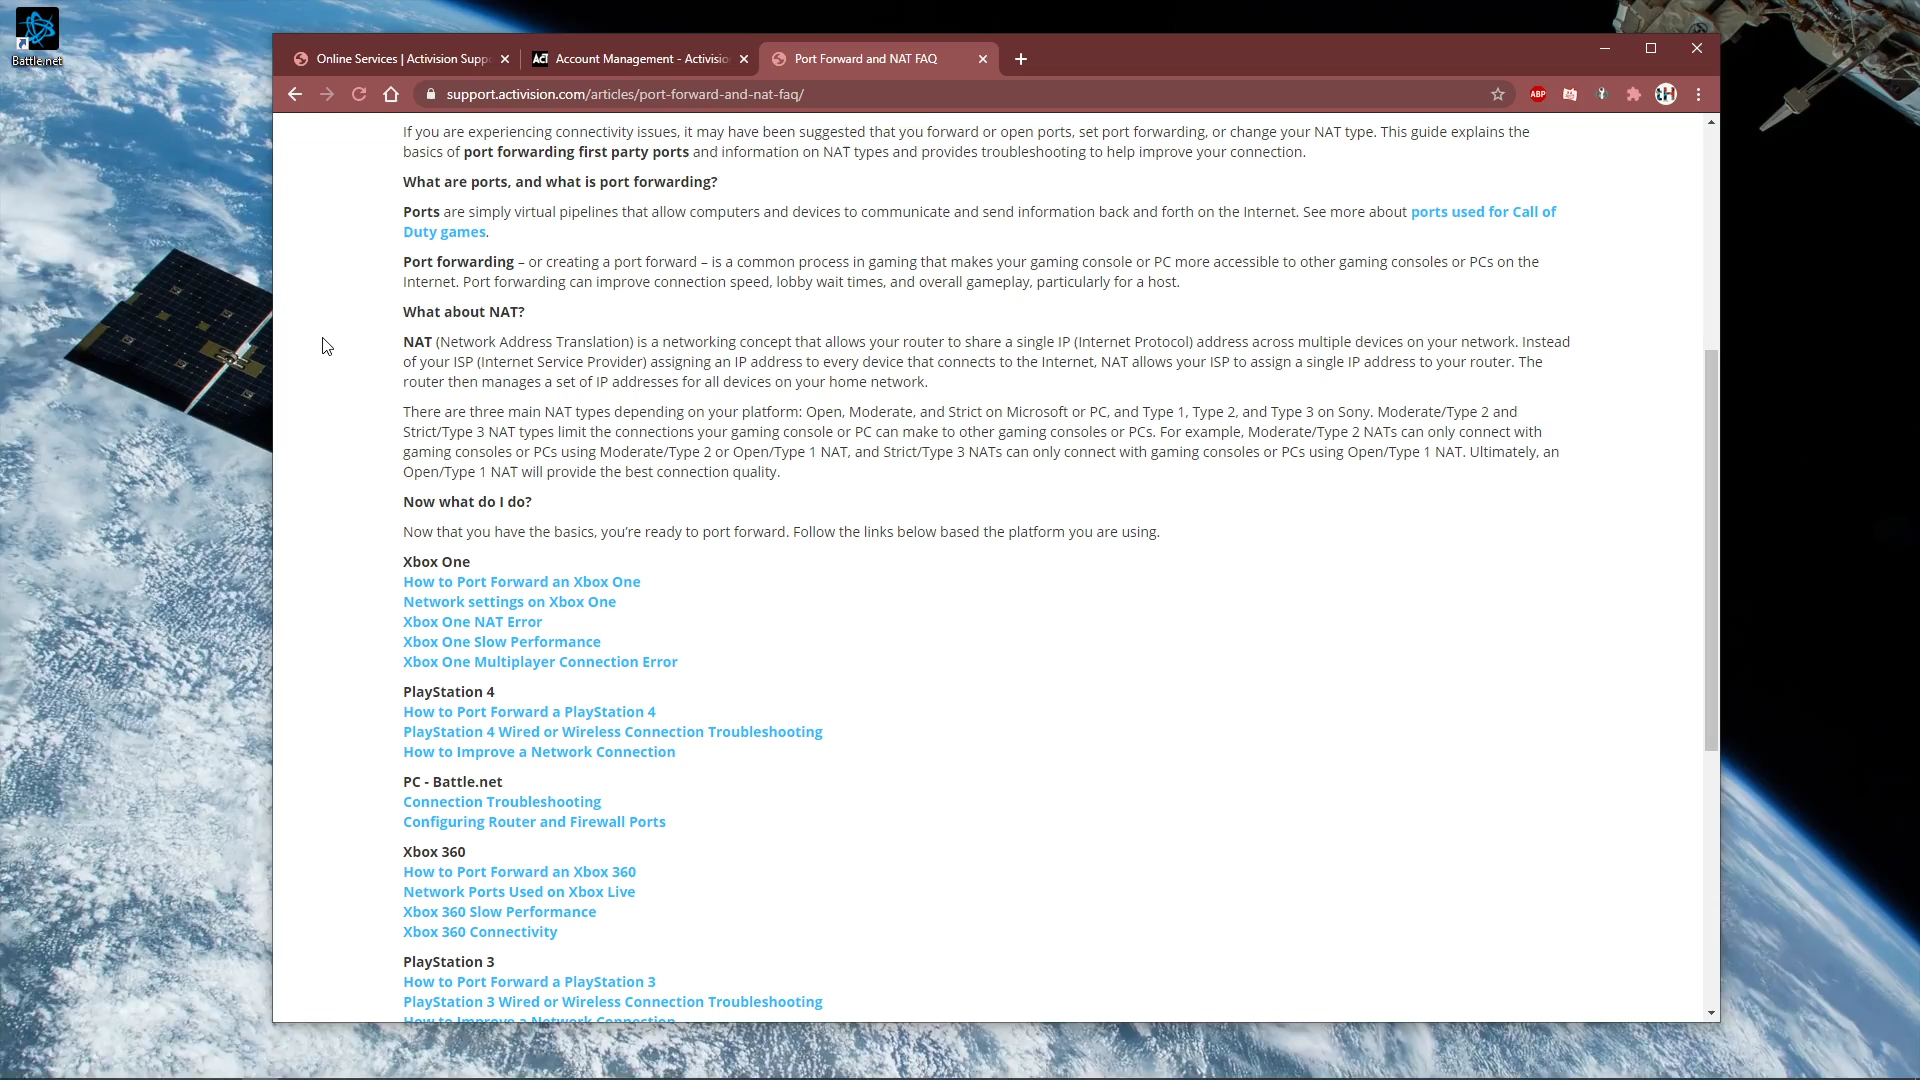 Battle.net
Online Services | Activision Supp
Account Management - Activisio
Port Forward and NAT FAQ
support.activision.com/articles/port-forward-and-nat-faq/
ABP
If you are experiencing connectivity issues, it may have been suggested that you forward or open ports, set port forwarding, or change your NAT type. This guide explains the
basics of port forwarding first party ports and information on NAT types and provides troubleshooting to help improve your connection.
What are ports, and what is port forwarding?
Ports are simply virtual pipelines that allow computers and devices to communicate and send information back and forth on the Internet. See more about ports used for Call of
Duty games.
Port forwarding – or creating a port forward – is a common process in gaming that makes your gaming console or PC more accessible to other gaming consoles or PCs on the
Internet. Port forwarding can improve connection speed, lobby wait times, and overall gameplay, particularly for a host.
What about NAT?
NAT (Network Address Translation) is a networking concept that allows your router to share a single IP (Internet Protocol) address across multiple devices on your network. Instead
of your ISP (Internet Service Provider) assigning an IP address to every device that connects to the Internet, NAT allows your ISP to assign a single IP address to your router. The
router then manages a set of IP addresses for all devices on your home network.
There are three main NAT types depending on your platform: Open, Moderate, and Strict on Microsoft or PC, and Type 1, Type 2, and Type 3 on Sony. Moderate/Type 2 and
Strict/Type 3 NAT types limit the connections your gaming console or PC can make to other gaming consoles or PCs. For example, Moderate/Type 2 NATs can only connect with
gaming consoles or PCs using Moderate/Type 2 or Open/Type 1 NAT, and Strict/Type 3 NATs can only connect with gaming consoles or PCs using Open/Type 1 NAT. Ultimately, an
Open/Type 1 NAT will provide the best connection quality.
Now what do I do?
Now that you have the basics, you’re ready to port forward. Follow the links below based the platform you are using.
Xbox One
How to Port Forward an Xbox One
Network settings on Xbox One
Xbox One NAT Error
Xbox One Slow Performance
Xbox One Multiplayer Connection Error
PlayStation 4
How to Port Forward a PlayStation 4
PlayStation 4 Wired or Wireless Connection Troubleshooting
How to Improve a Network Connection
PC - Battle.net
Connection Troubleshooting
Configuring Router and Firewall Ports
Xbox 360
How to Port Forward an Xbox 360
Network Ports Used on Xbox Live
Xbox 360 Slow Performance
Xbox 360 Connectivity
PlayStation 3
How to Port Forward a PlayStation 3
PlayStation 3 Wired or Wireless Connection Troubleshooting
How to Improve a Network Connection